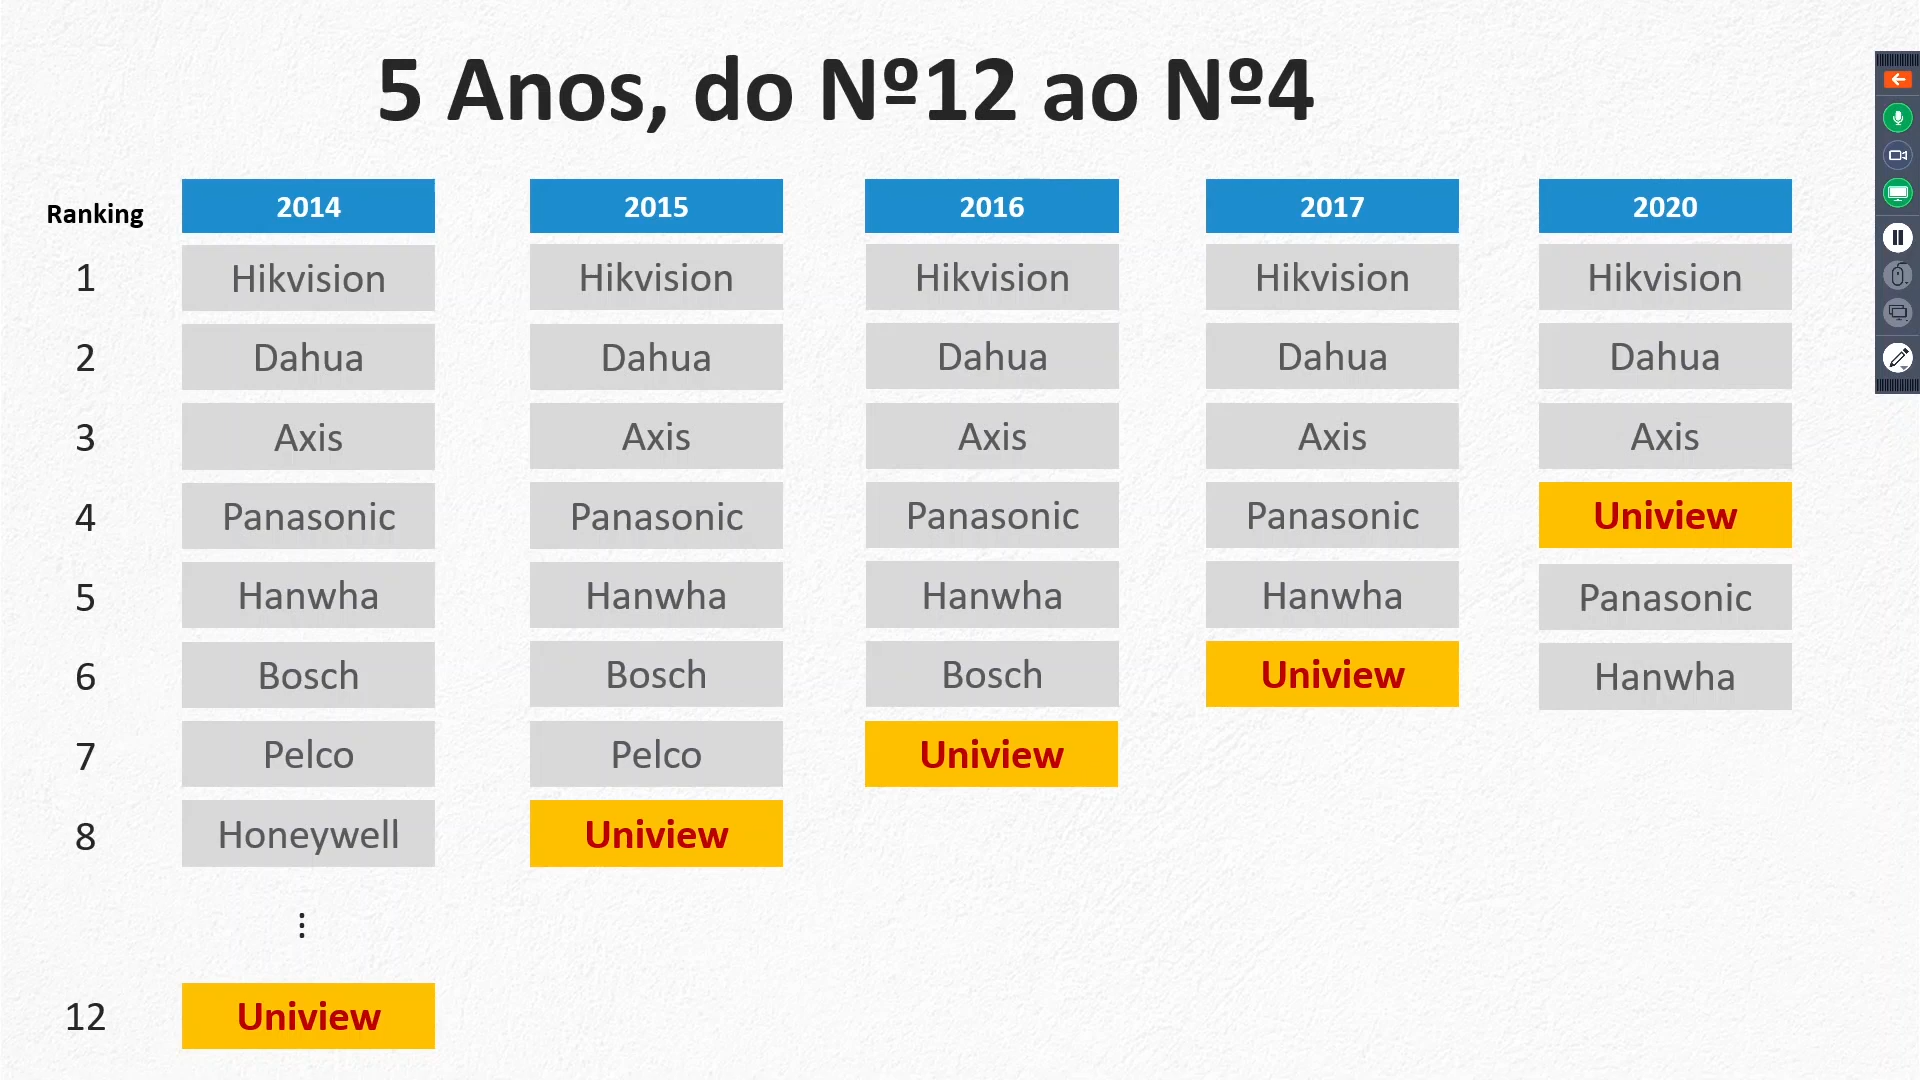 5 Anos, do Nº12 ao Nº4
Ranking 2014 2015 2016 2017 2020
1 Hikvision Hikvision Hikvision Hikvision Hikvision
2 Dahua Dahua Dahua Dahua Dahua
3 Axis Axis Axis Axis Axis
4 Panasonic Panasonic Panasonic Panasonic Uniview
5 Hanwha Hanwha Hanwha Hanwha Panasonic
6 Bosch Bosch Bosch Uniview Hanwha
7 Pelco Pelco Uniview
8 Honeywell Uniview
⋮
12 Uniview